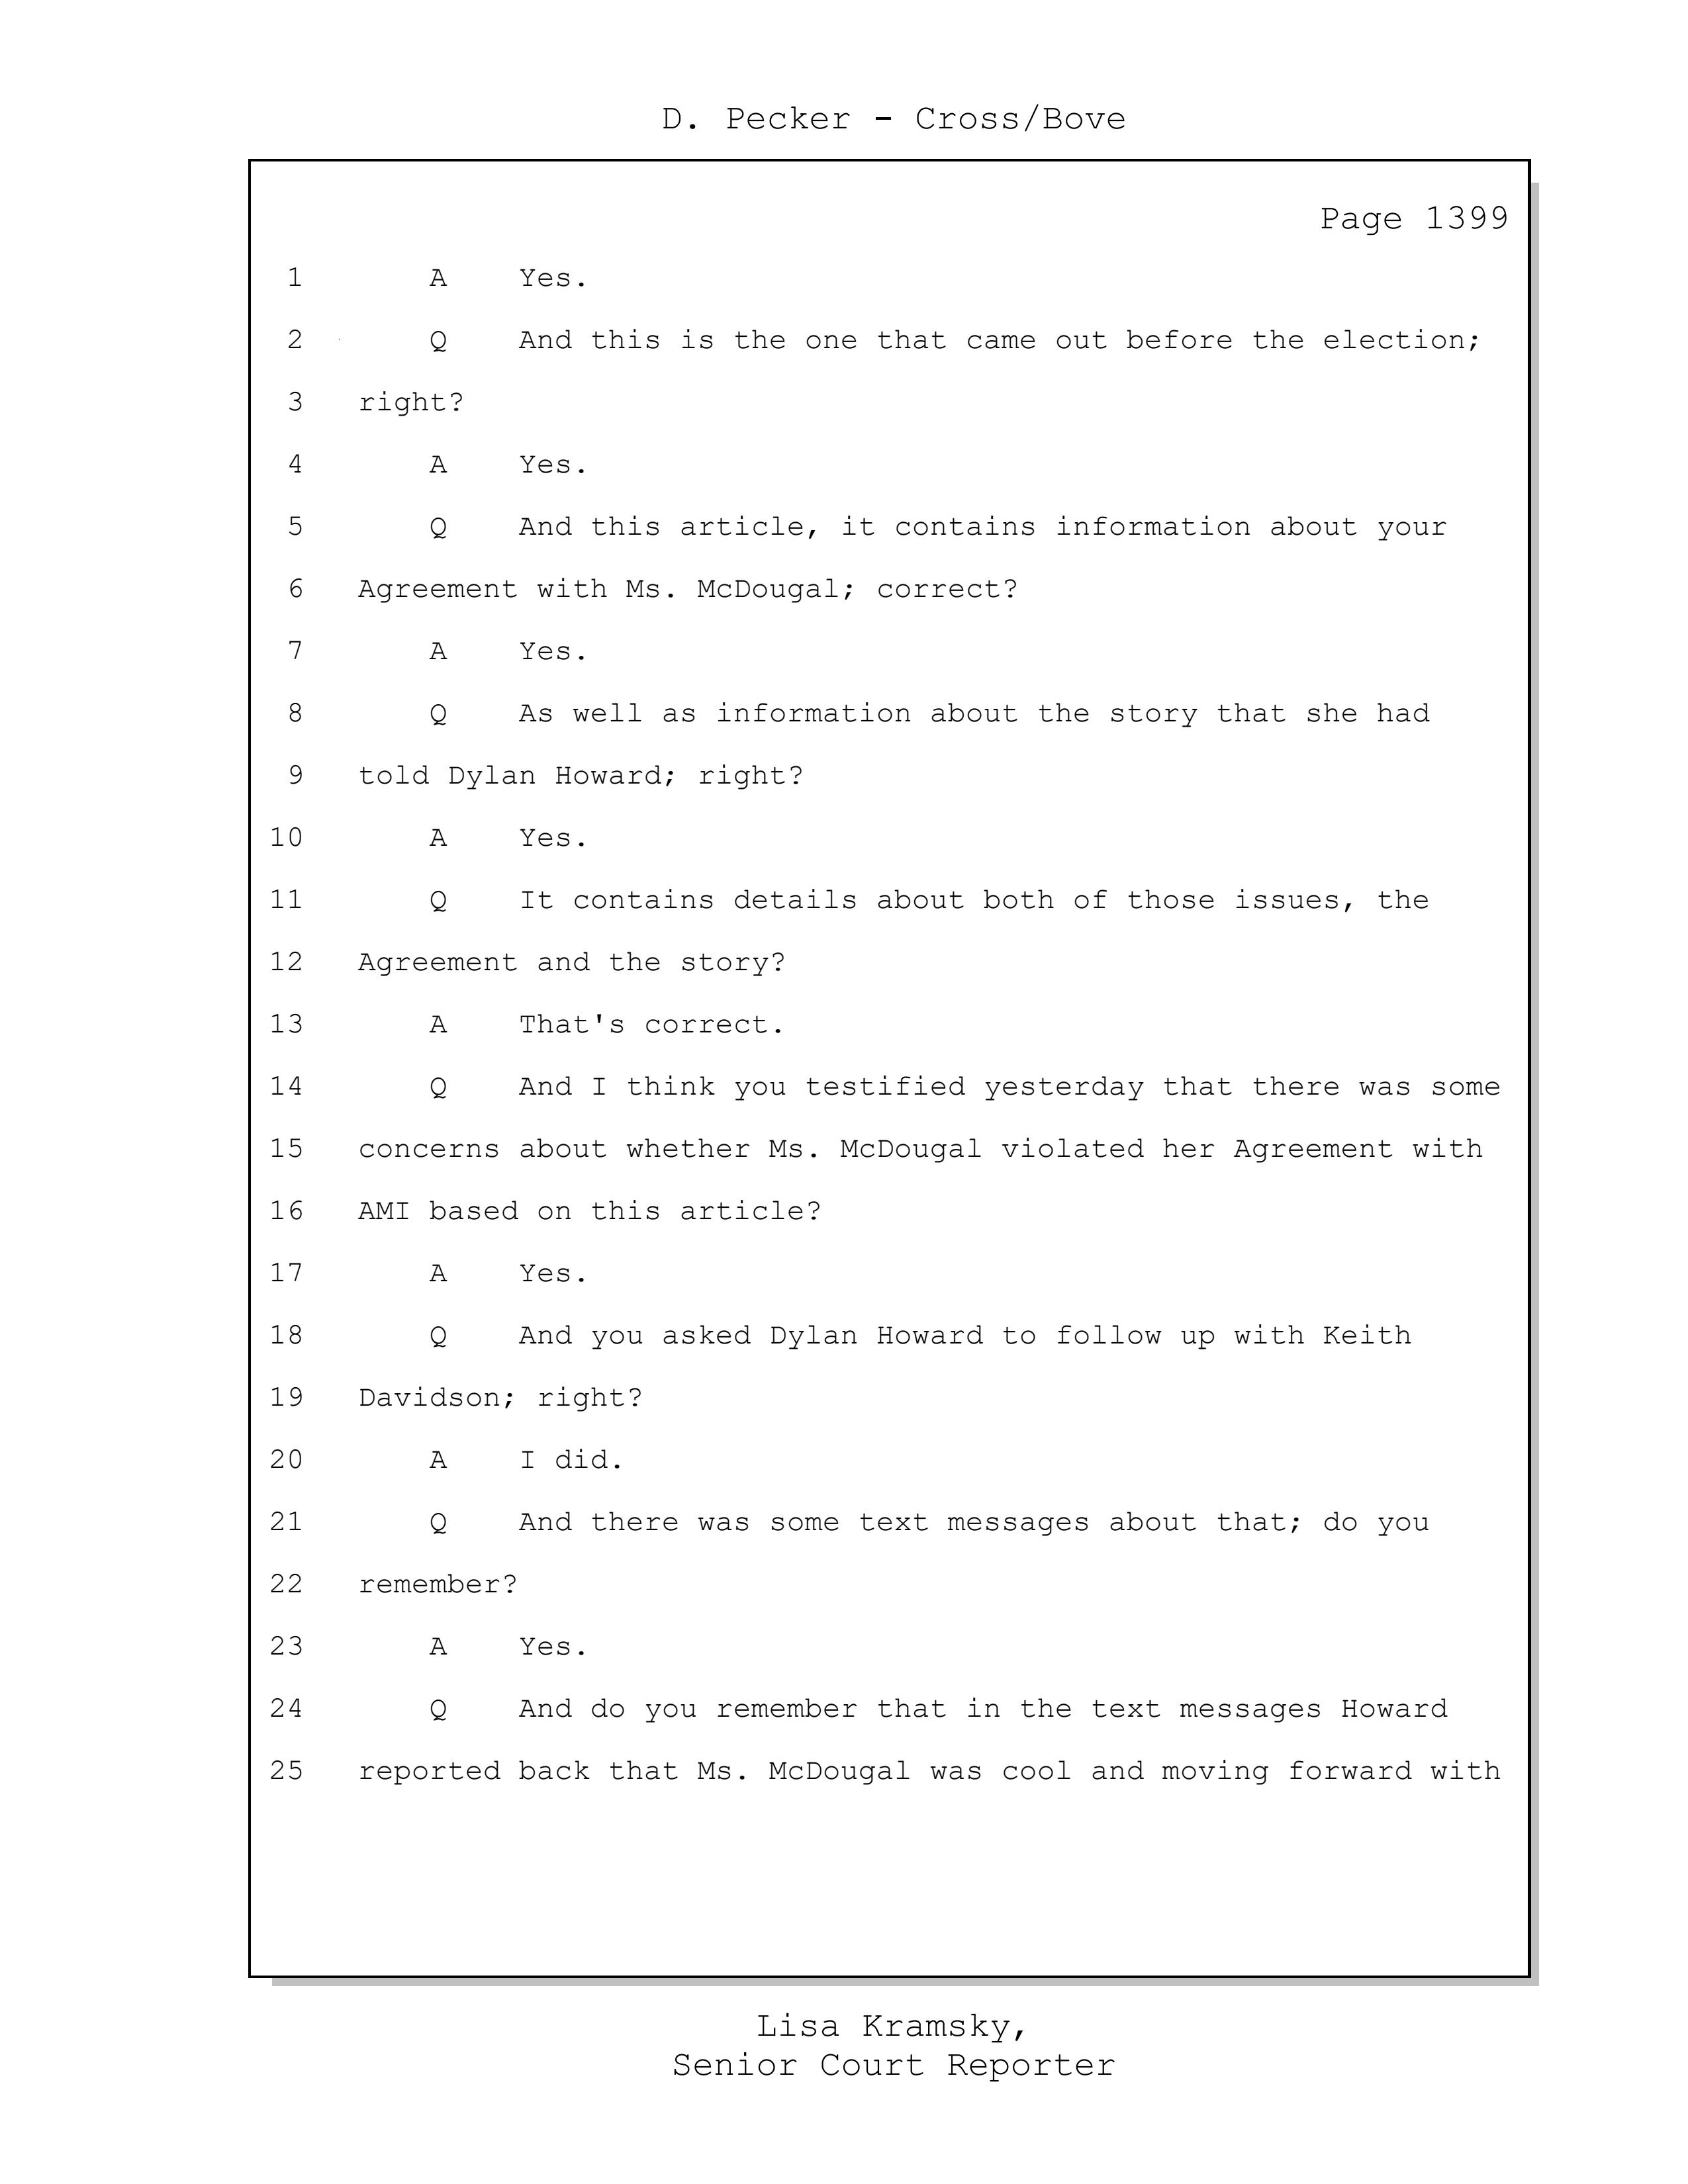 D. Pecker - Cross/Bove
Page 1399
1 A Yes.
2 Q And this is the one that came out before the election;
3 right?
4 A Yes.
5 Q And this article, it contains information about your
6 Agreement with Ms. McDougal; correct?
7 A Yes.
8 Q As well as information about the story that she had
9 told Dylan Howard; right?
10 A Yes.
11 Q It contains details about both of those issues, the
12 Agreement and the story?
13 A That's correct.
14 Q And I think you testified yesterday that there was some
15 concerns about whether Ms. McDougal violated her Agreement with
16 AMI based on this article?
17 A Yes.
18 Q And you asked Dylan Howard to follow up with Keith
19 Davidson; right?
20 A I did.
21 Q And there was some text messages about that; do you
22 remember?
23 A Yes.
24 Q And do you remember that in the text messages Howard
25 reported back that Ms. McDougal was cool and moving forward with
Lisa Kramsky,
Senior Court Reporter